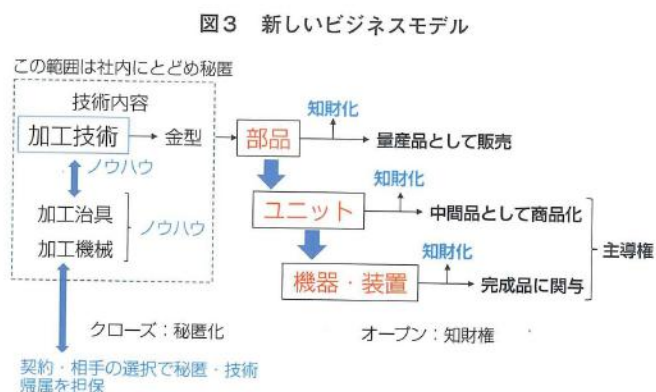 図3 新しいビジネスモデル
この範囲は社内にとどめ秘匿
技術内容
加工技術
金型
部品
知財化
量産品として販売
ノウハウ
加工治具
加工機械
ノウハウ
ユニット
知財化
中間品として商品化
機器・装置
知財化
完成品に関与
主導権
クローズ:秘匿化
オープン:知財権
契約・相手の選択で秘匿・技術
帰属を担保